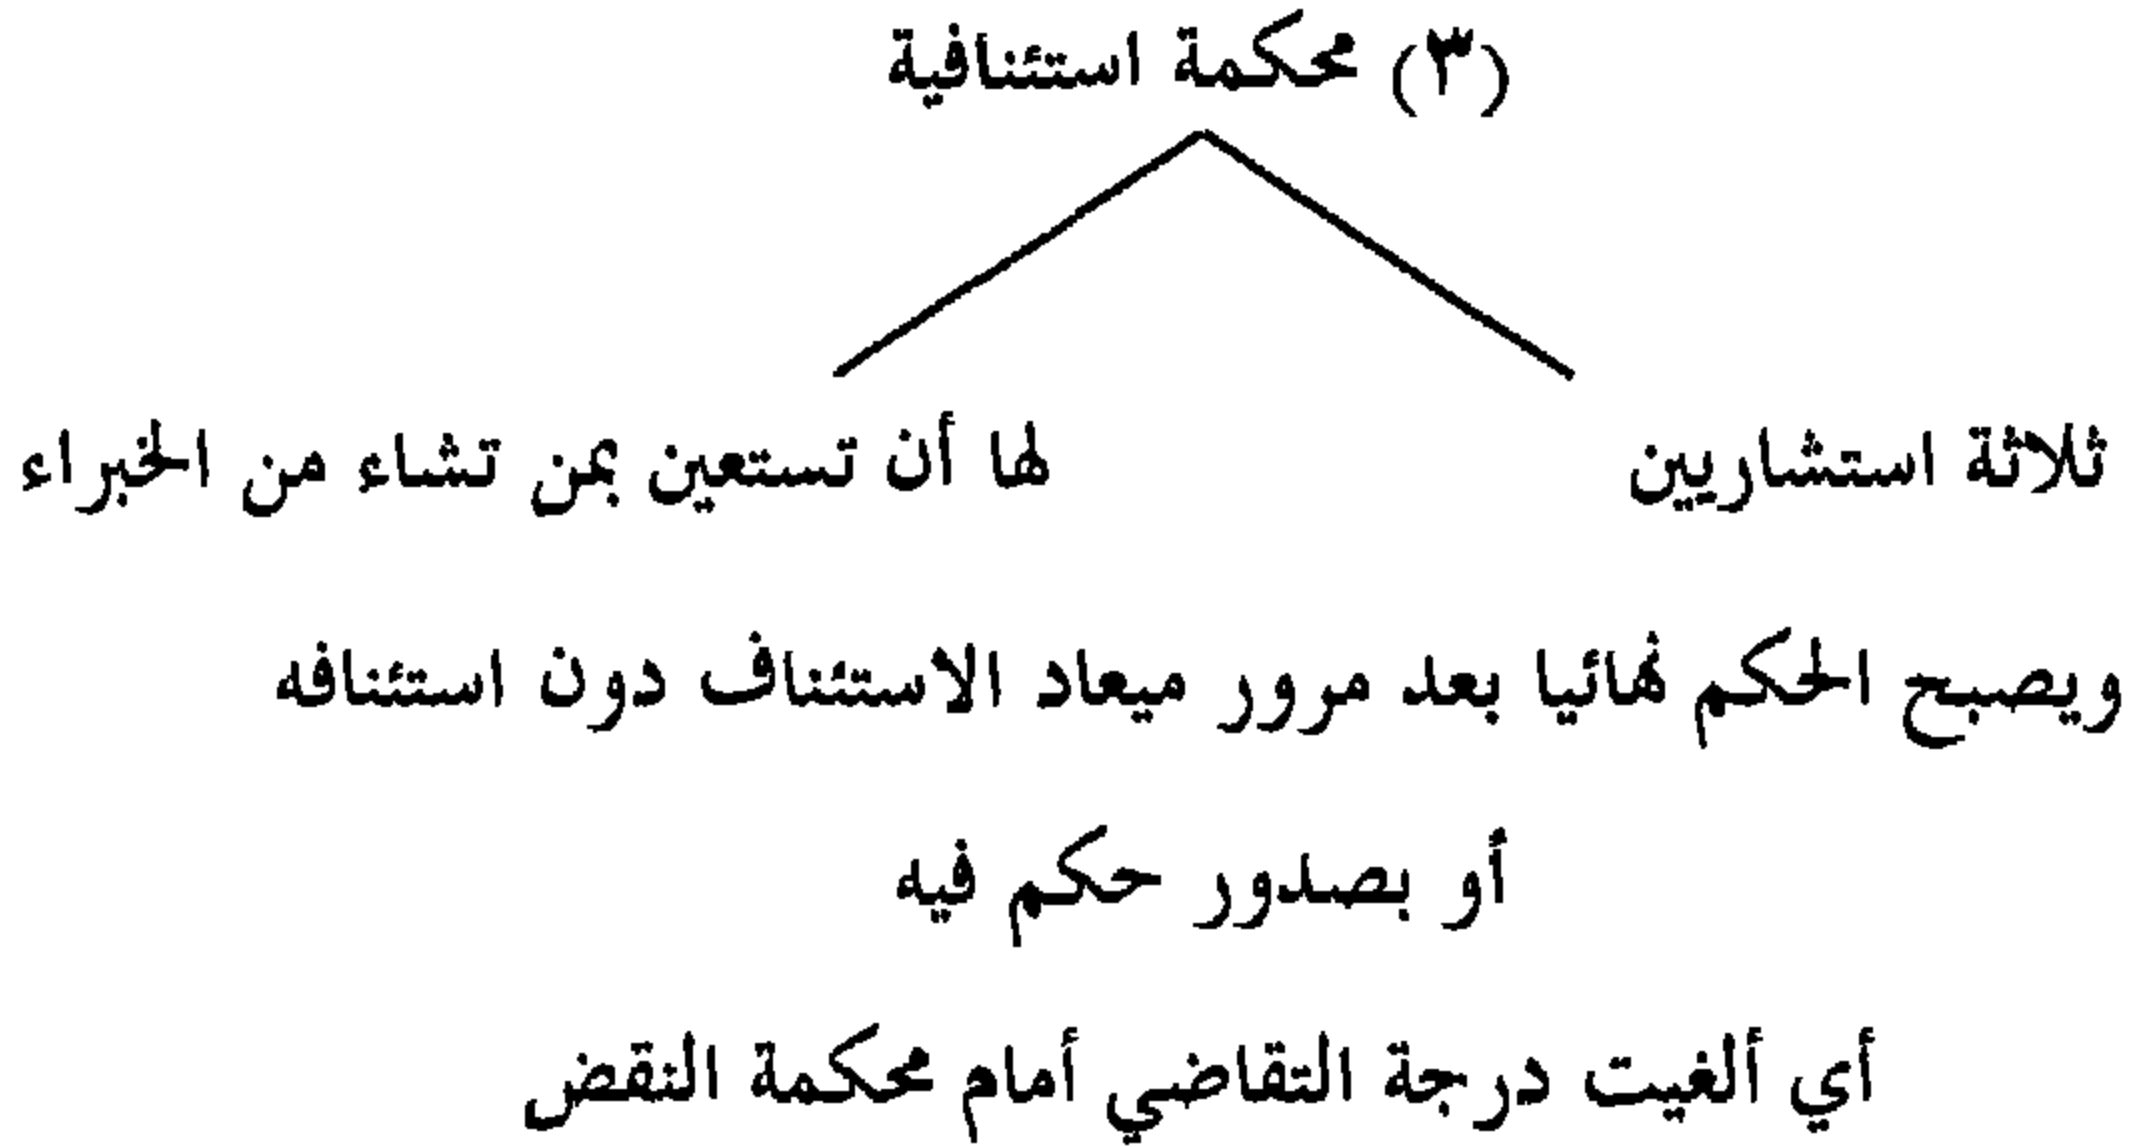 (٣) محكمة استئنافية
ثلاثة استشاريين
لها أن تستعين بمن تشاء من الخبراء
ويصبح الحكم نهائيا بعد مرور ميعاد الاستئناف دون استئنافه
أو بصدور حكم فيه
أي ألغيت درجة التقاضي أمام محكمة النقض